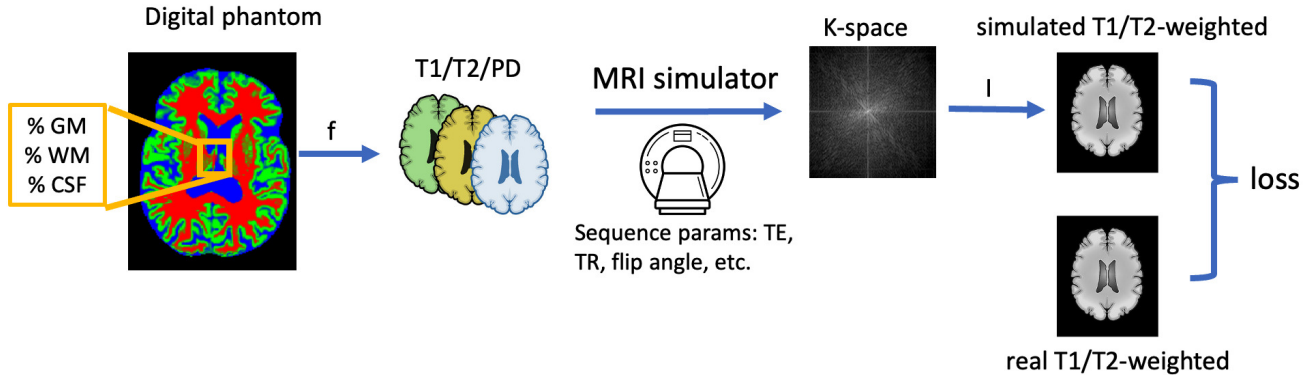 Digital phantom
% GM
% WM
% CSF
f
T1/T2/PD
MRI simulator
Sequence params: TE,
TR, flip angle, etc.
K-space
I
simulated T1/T2-weighted
real T1/T2-weighted
loss